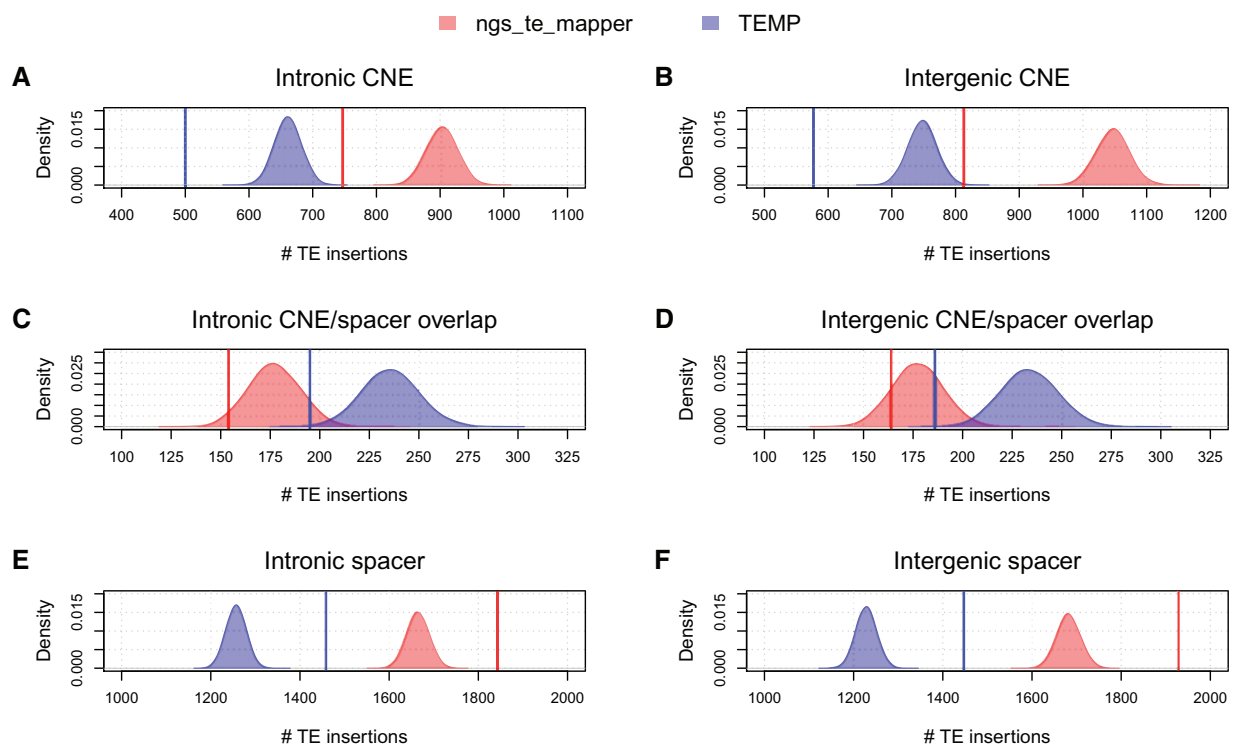 ngs_te_mapper TEMP
A Intronic CNE
Density
0.000 0.015
400 500 600 700 800 900 1000 1100
# TE insertions
B Intergenic CNE
Density
0.000 0.015
500 600 700 800 900 1000 1100 1200
# TE insertions
C Intronic CNE/spacer overlap
Density
0.000 0.025
100 125 150 175 200 225 250 275 300 325
# TE insertions
D Intergenic CNE/spacer overlap
Density
0.000 0.025
100 125 150 175 200 225 250 275 300 325
# TE insertions
E Intronic spacer
Density
0.000 0.015
1000 1200 1400 1600 1800 2000
# TE insertions
F Intergenic spacer
Density
0.000 0.015
1000 1200 1400 1600 1800 2000
# TE insertions